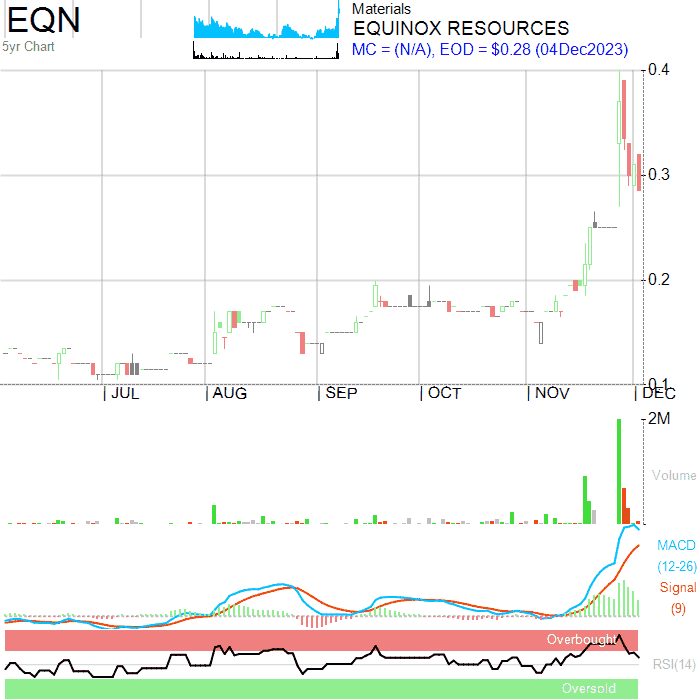 EQN
5yr Chart
Materials
EQUINOX RESOURCES
MC = (N/A), EOD = $0.28 (04Dec2023)
0.4
0.3
0.2
0.1
JUL
AUG
SEP
OCT
NOV
DEC
2M
Volume
MACD
(12-26)
Signal
(9)
Overbought
RSI(14)
Oversold